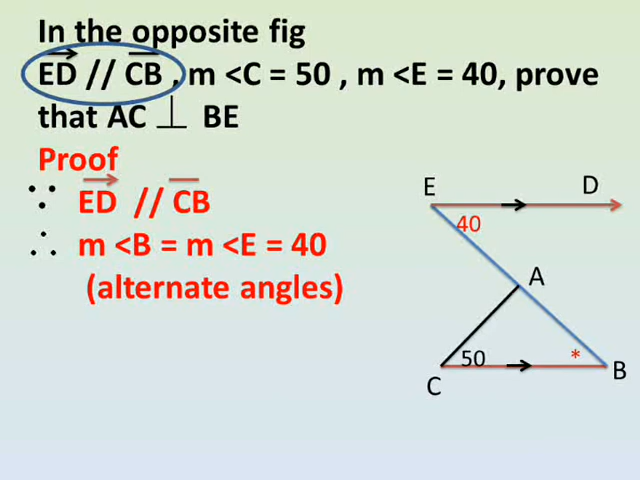 In the opposite fig
ED // CB , m <C = 50 , m <E = 40, prove
that AC ⊥ BE
Proof
∵ ED // CB
∴ m <B = m <E = 40
(alternate angles)
E
D
40
A
50
*
B
C